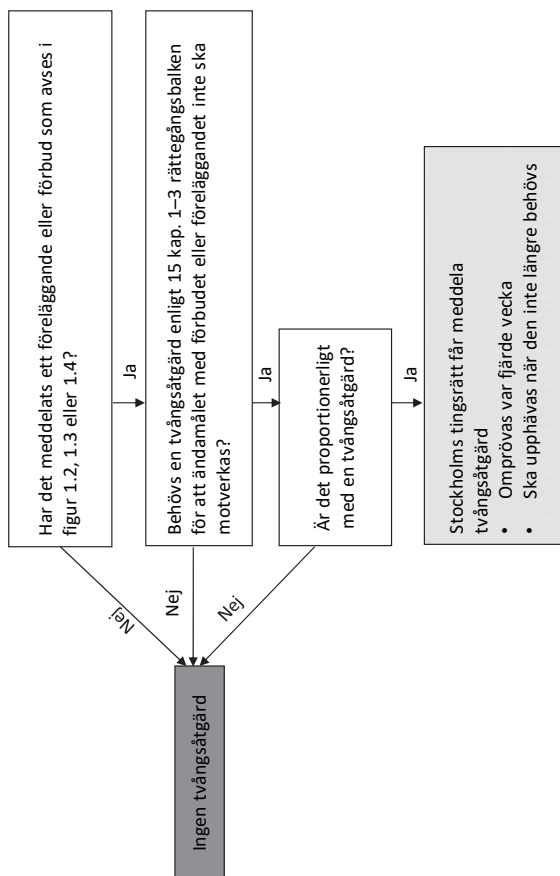 Har det meddelats ett föreläggande eller förbud som avses i
figur 1.2, 1.3 eller 1.4?
Nej
Ja
Behövs en tvångsåtgärd enligt 15 kap. 1–3 rättegångsbalken
för att ändamålet med förbudet eller föreläggandet inte ska
motverkas?
Ingen tvångsåtgärd
Nej
Ja
Är det proportionerligt
med en tvångsåtgärd?
Nej
Ja
Stockholms tingsrätt får meddela
tvångsåtgärd
• Omprövas var fjärde vecka
• Ska upphävas när den inte längre behövs